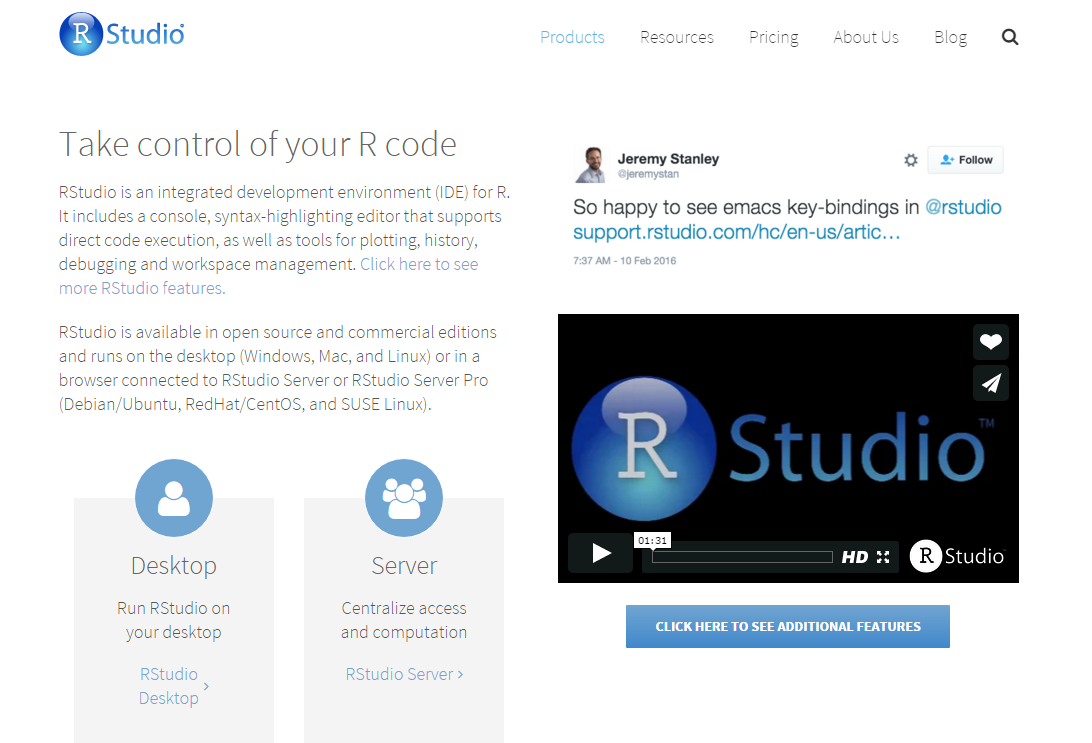 R Studio
Products Resources Pricing About Us Blog
Take control of your R code
RStudio is an integrated development environment (IDE) for R.
It includes a console, syntax-highlighting editor that supports
direct code execution, as well as tools for plotting, history,
debugging and workspace management. Click here to see
more RStudio features.
RStudio is available in open source and commercial editions
and runs on the desktop (Windows, Mac, and Linux) or in a
browser connected to RStudio Server or RStudio Server Pro
(Debian/Ubuntu, RedHat/CentOS, and SUSE Linux).
Desktop
Run RStudio on
your desktop
RStudio
Desktop
Server
Centralize access
and computation
RStudio Server
Jeremy Stanley
@jeremystan
Follow
So happy to see emacs key-bindings in @rstudio
support.rstudio.com/hc/en-us/artic…
7:37 AM - 10 Feb 2016
R Studio™
01:31
HD
R Studio
CLICK HERE TO SEE ADDITIONAL FEATURES